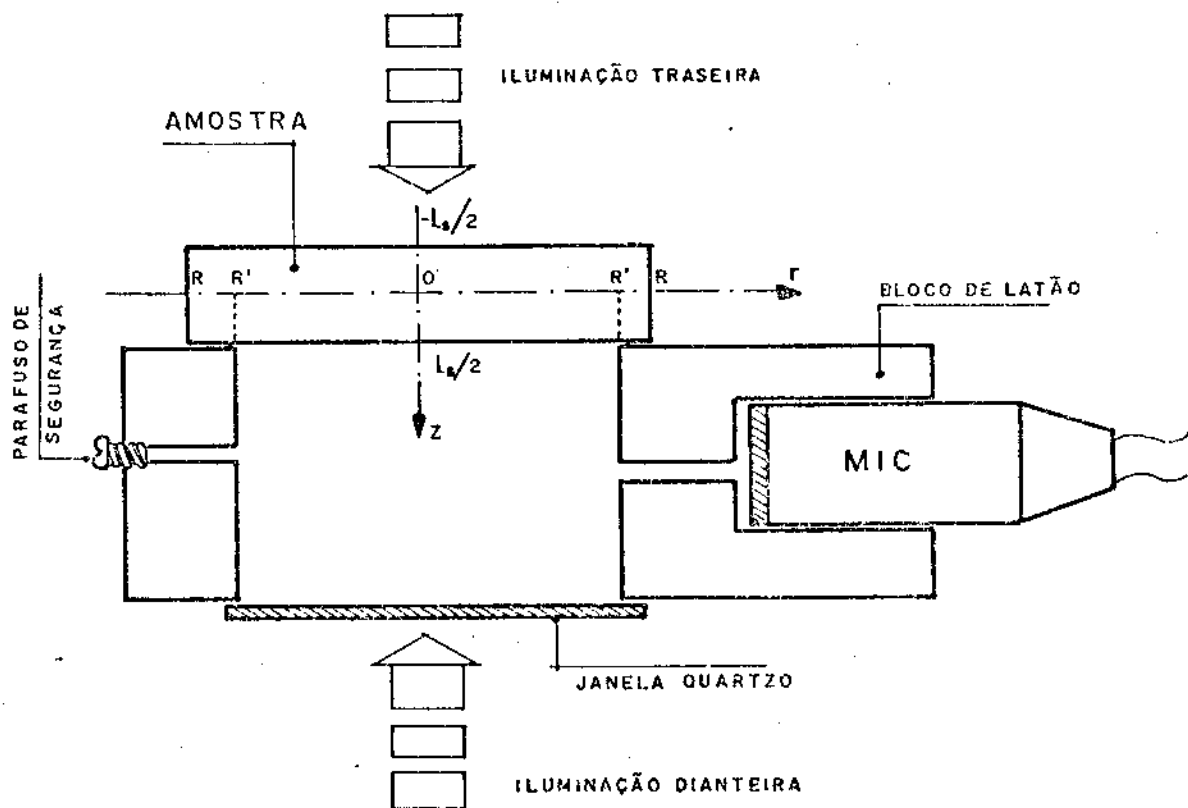 ILUMINAÇÃO TRASEIRA
AMOSTRA
-Ls/2
R R' O R' R r
BLOCO DE LATÃO
PARAFUSO DE
SEGURANÇA
Ls/2
z
MIC
JANELA QUARTZO
ILUMINAÇÃO DIANTEIRA